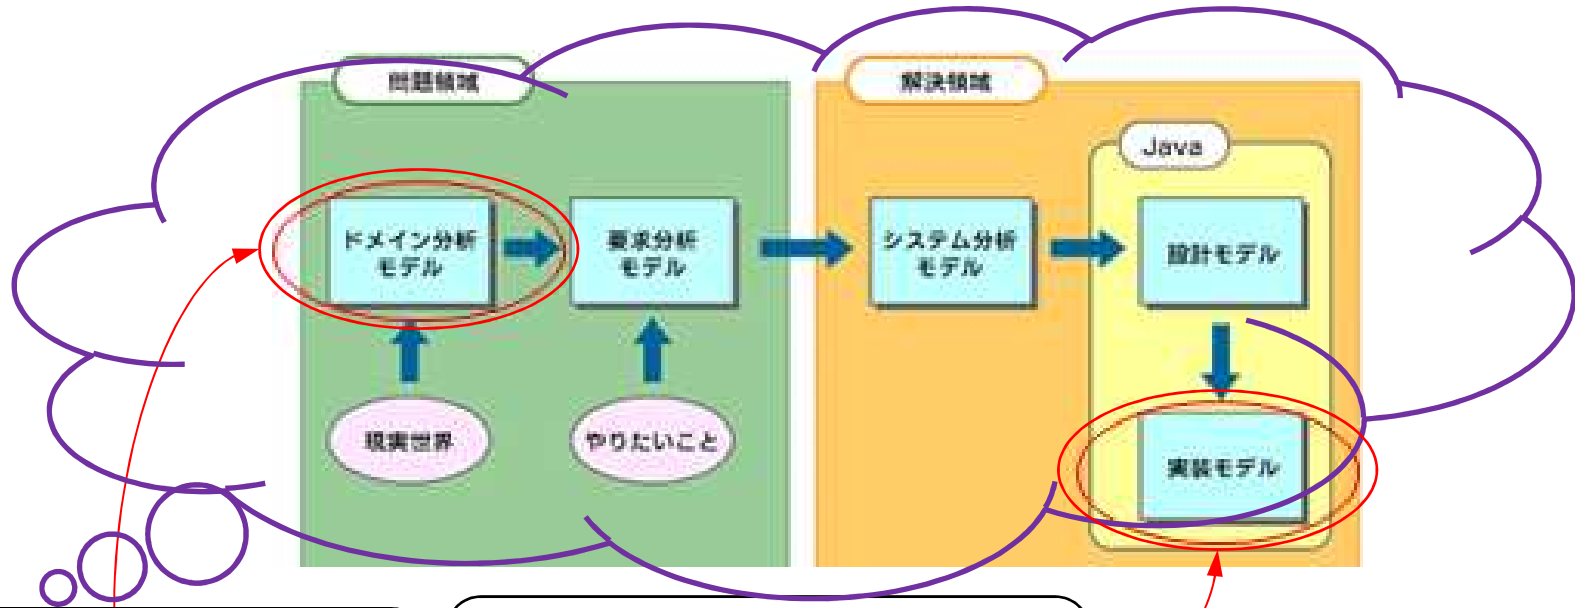 問題領域
解決領域
Java
ドメイン分析
モデル
要求分析
モデル
システム分析
モデル
設計モデル
現実世界
やりたいこと
実装モデル